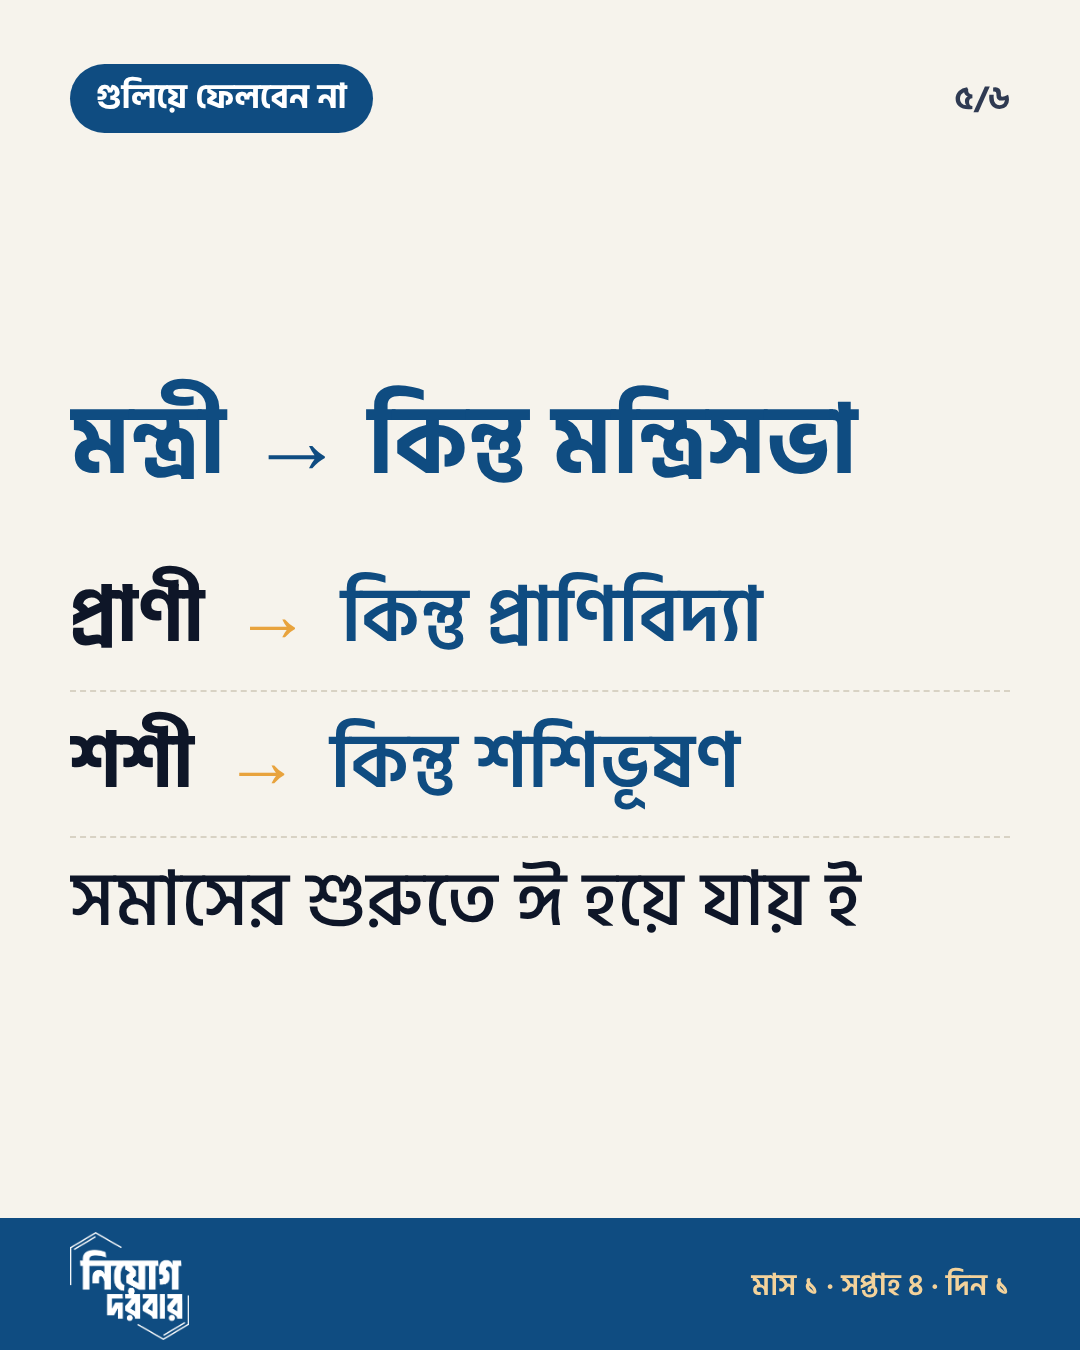 গুলিয়ে ফেলবেন না
৫/৬
মন্ত্রী → কিন্তু মন্ত্রিসভা
প্রাণী → কিন্তু প্রাণিবিদ্যা
শশী → কিন্তু শশিভূষণ
সমাসের শুরুতে ঈ হয়ে যায় ই
নিয়োগ
দরবার
মাস ১ · সপ্তাহ ৪ · দিন ১